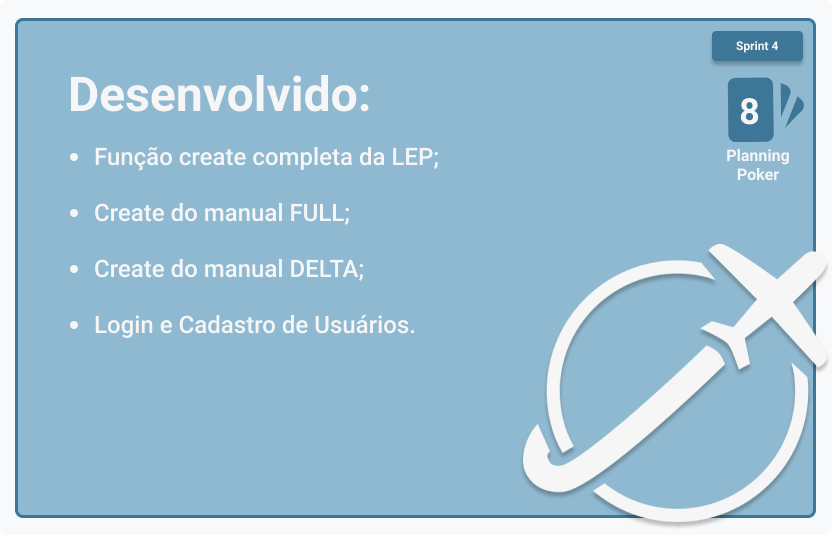 Sprint 4
Desenvolvido:
8
Planning
Poker
• Função create completa da LEP;
• Create do manual FULL;
• Create do manual DELTA;
• Login e Cadastro de Usuários.